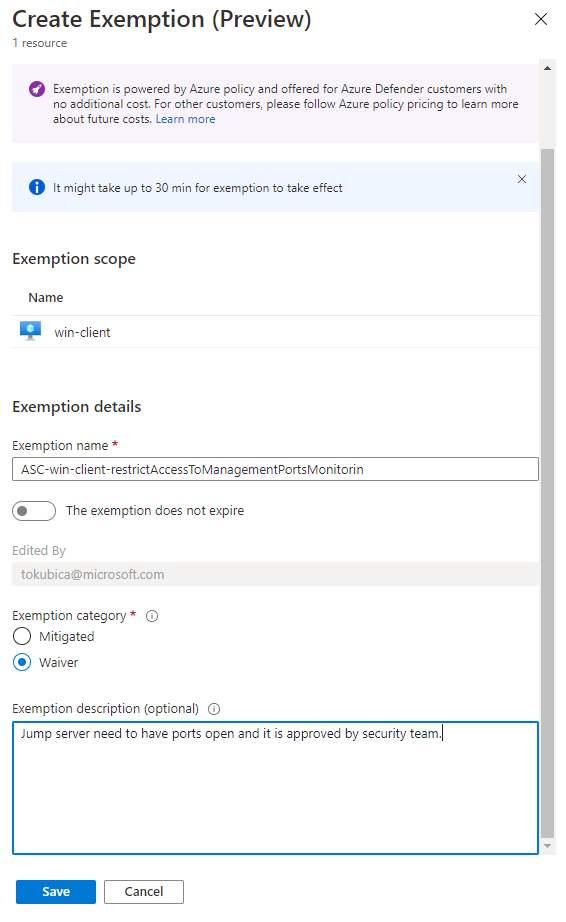 Create Exemption (Preview)
1 resource
Exemption is powered by Azure policy and offered for Azure Defender customers with
no additional cost. For other customers, please follow Azure policy pricing to learn more
about future costs. Learn more
It might take up to 30 min for exemption to take effect
Exemption scope
Name
win-client
Exemption details
Exemption name *
ASC-win-client-restrictAccessToManagementPortsMonitorin
The exemption does not expire
Edited By
tokubica@microsoft.com
Exemption category *
Mitigated
Waiver
Exemption description (optional)
Jump server need to have ports open and it is approved by security team.
Save
Cancel